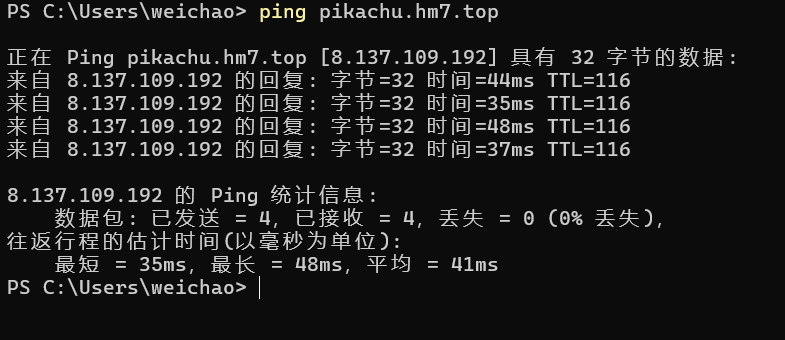 PS C:\Users\weichao> ping pikachu.hm7.top
正在 Ping pikachu.hm7.top [8.137.109.192] 具有 32 字节的数据:
来自 8.137.109.192 的回复: 字节=32 时间=44ms TTL=116
来自 8.137.109.192 的回复: 字节=32 时间=35ms TTL=116
来自 8.137.109.192 的回复: 字节=32 时间=48ms TTL=116
来自 8.137.109.192 的回复: 字节=32 时间=37ms TTL=116
8.137.109.192 的 Ping 统计信息:
    数据包: 已发送 = 4, 已接收 = 4, 丢失 = 0 (0% 丢失),
往返行程的估计时间(以毫秒为单位):
    最短 = 35ms, 最长 = 48ms, 平均 = 41ms
PS C:\Users\weichao>